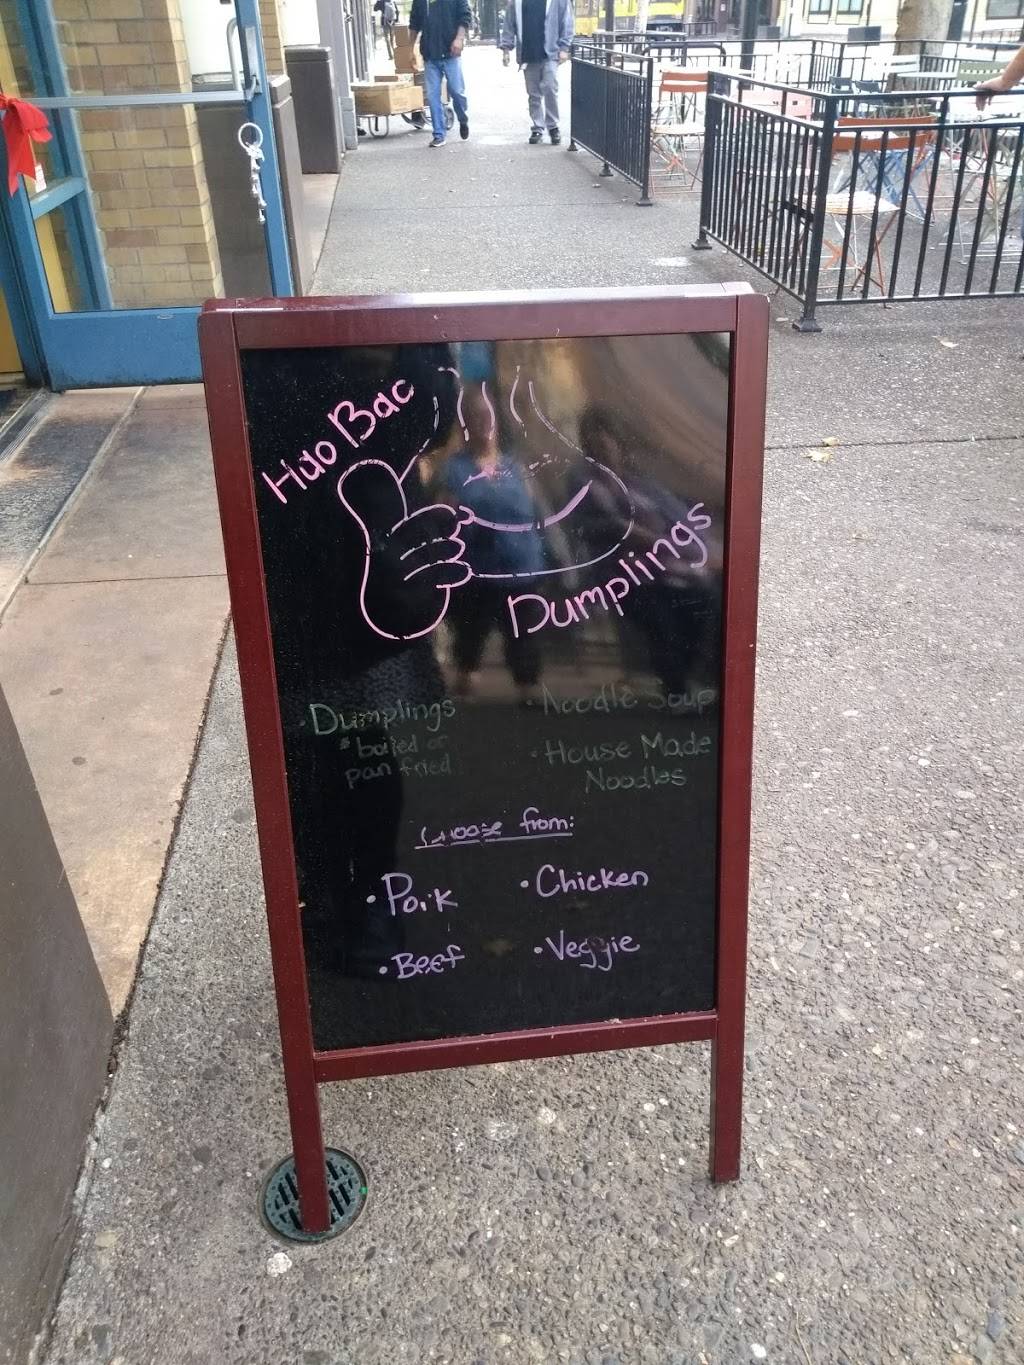 Huo Bac
Dumplings
· Dumplings
* boiled or
pan fried
· Noodle Soup
· House Made
Noodles
Choose from:
· Pork
· Chicken
· Beef
· Veggie